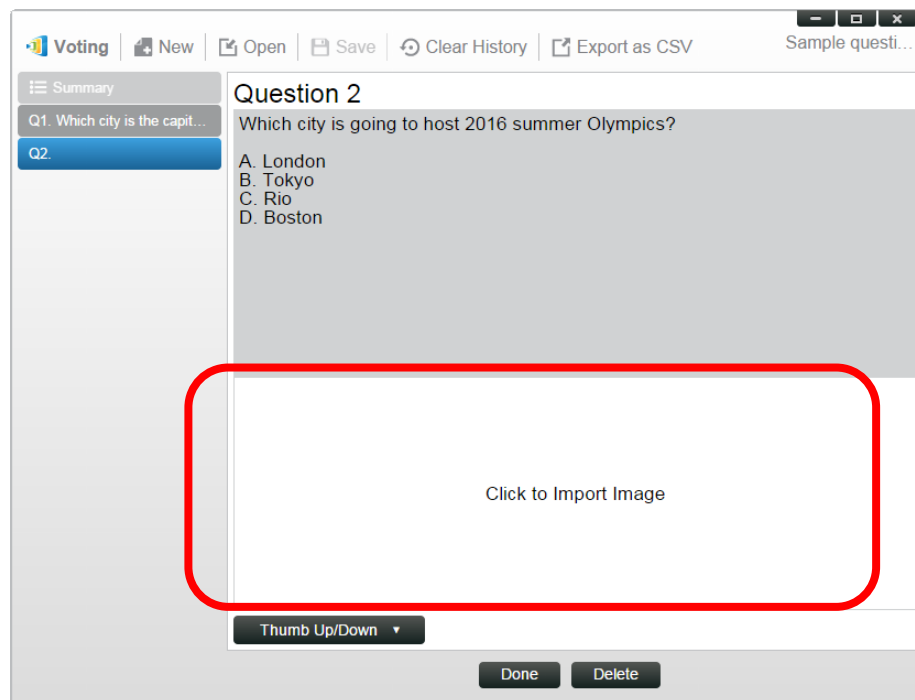 Voting New Open Save Clear History Export as CSV Sample questi...
Summary
Q1. Which city is the capit...
Q2.
Question 2
Which city is going to host 2016 summer Olympics?
A. London
B. Tokyo
C. Rio
D. Boston
Click to Import Image
Thumb Up/Down
Done Delete